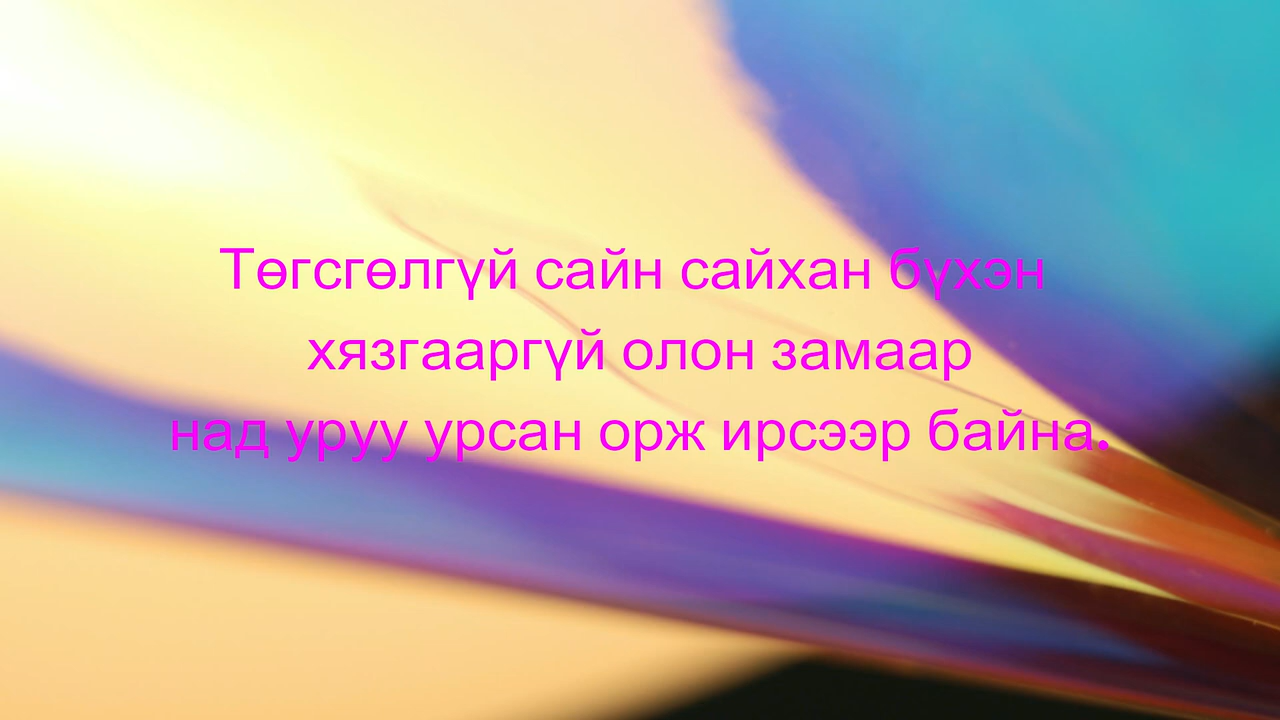 Төгсгөлгүй сайн сайхан бүхэн
хязгааргүй олон замаар
над уруу урсан орж ирсээр байна.